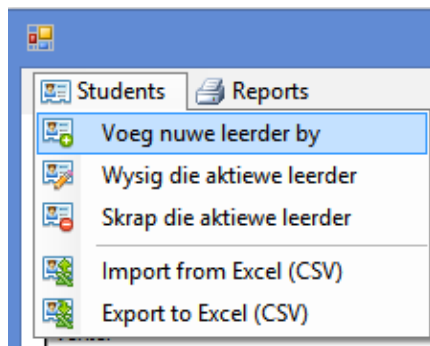 Students Reports
Voeg nuwe leerder by
Wysig die aktiewe leerder
Skrap die aktiewe leerder
Import from Excel (CSV)
Export to Excel (CSV)